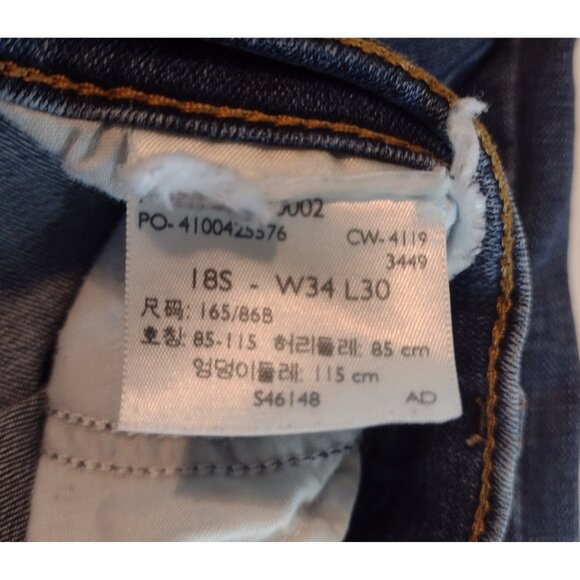 0002
PO-4100425576 CW-4119
3449
18S - W34 L30
尺码: 165/86B
호칭: 85-115 허리둘레: 85 cm
엉덩이둘레: 115 cm
S46148 AD